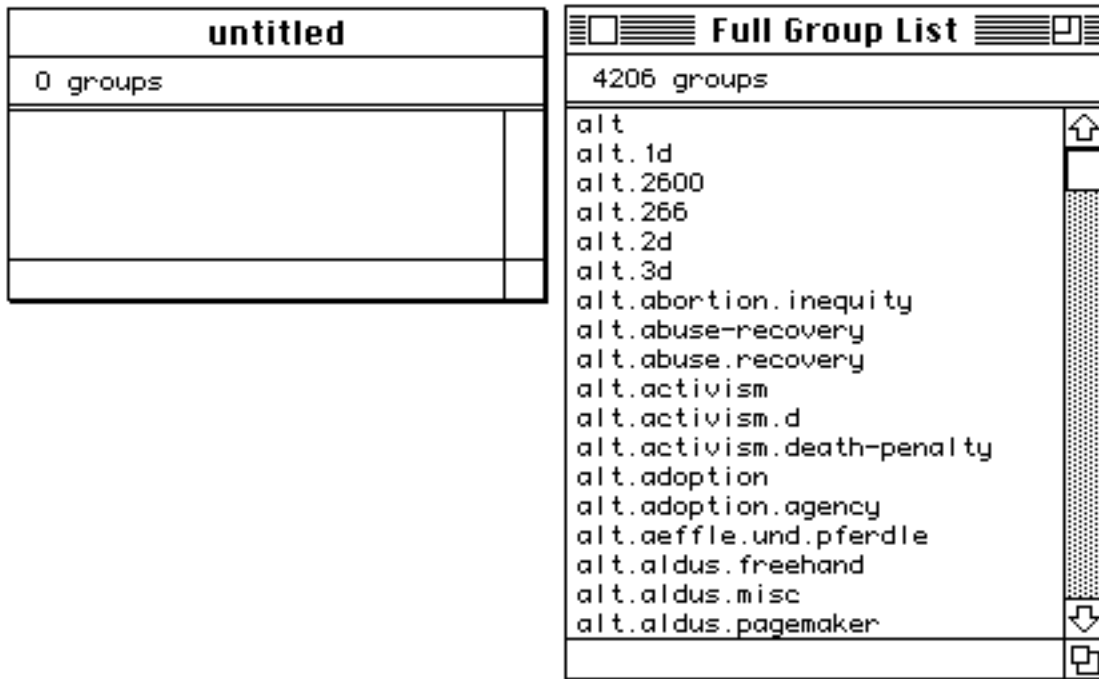 untitled
0 groups
Full Group List
4206 groups
alt
alt.1d
alt.2600
alt.266
alt.2d
alt.3d
alt.abortion.inequity
alt.abuse-recovery
alt.abuse.recovery
alt.activism
alt.activism.d
alt.activism.death-penalty
alt.adoption
alt.adoption.agency
alt.aeffle.und.pferdle
alt.aldus.freehand
alt.aldus.misc
alt.aldus.pagemaker